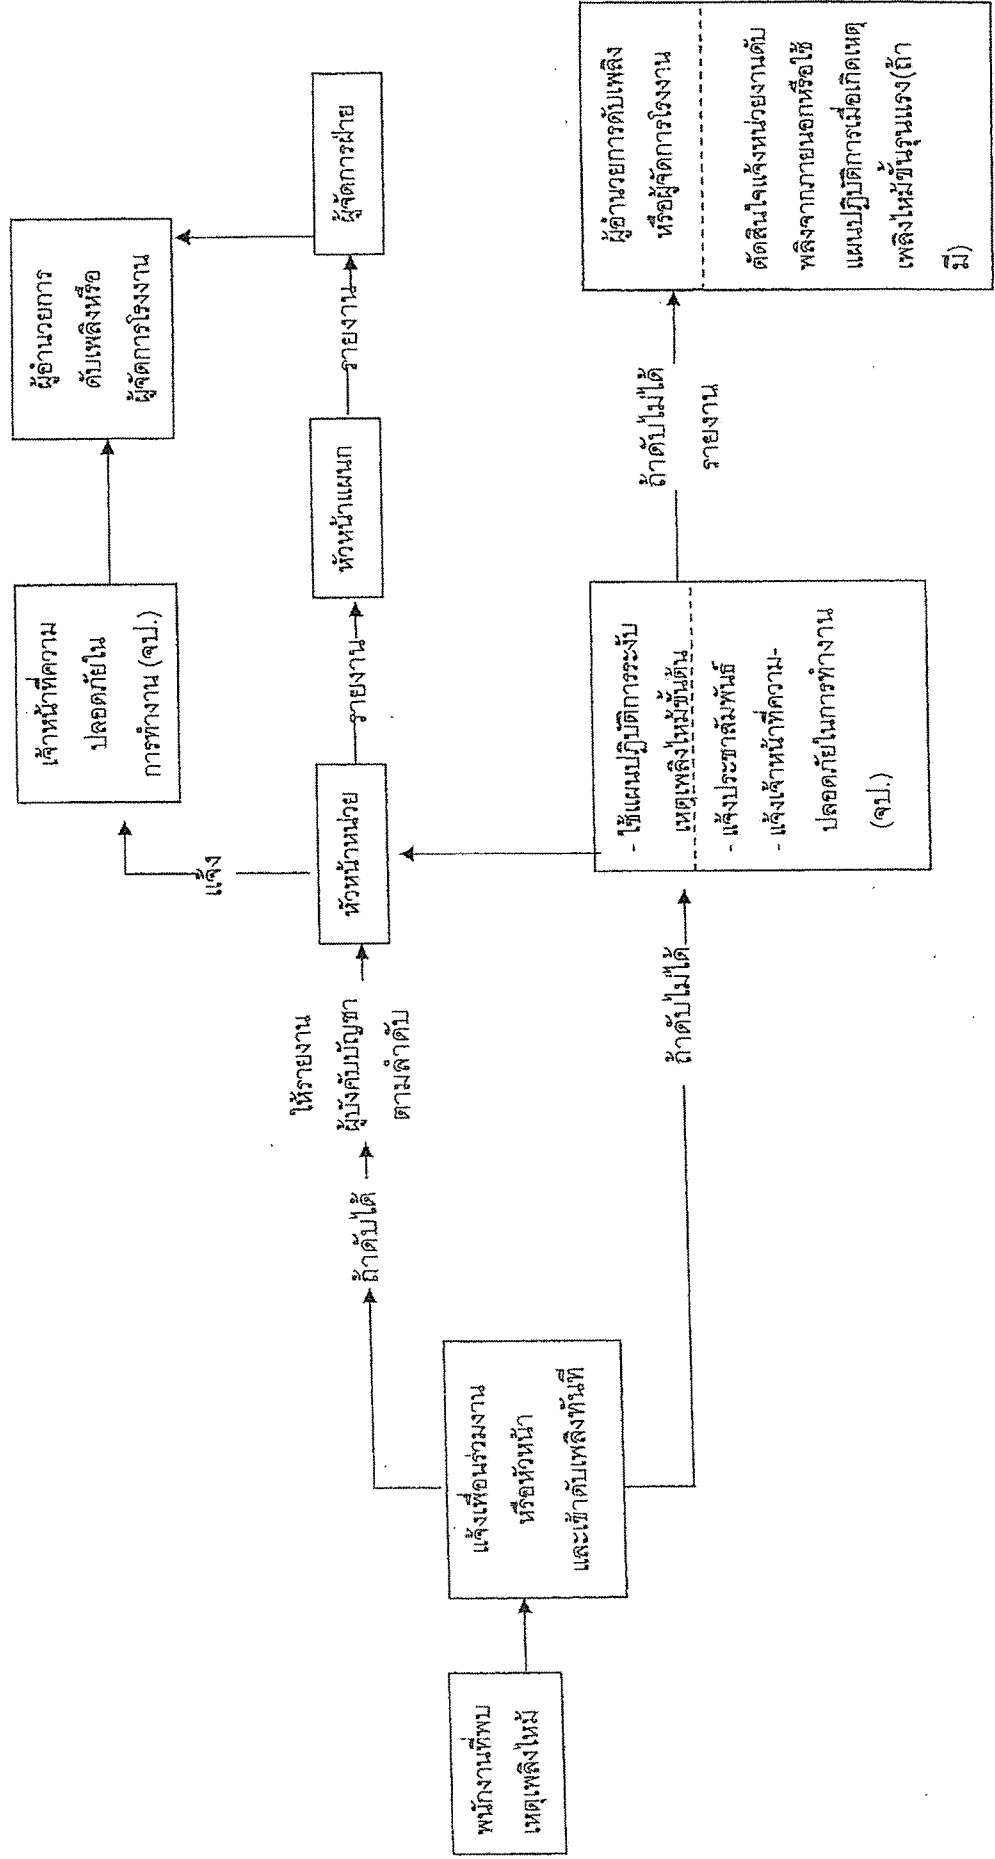 พนักงานที่พบ
เหตุเพลิงไหม้
แจ้งเพื่อนร่วมงาน
หรือหัวหน้า
และเข้าดับเพลิงทันที
ถ้าดับได้
ให้รายงาน
ผู้บังคับบัญชา
ตามลำดับ
หัวหน้าหน่วย
แจ้ง
เจ้าหน้าที่ความ
ปลอดภัยใน
การทำงาน (จป.)
รายงาน
หัวหน้าแผนก
รายงาน
ผู้จัดการฝ่าย
ผู้อำนวยการ
ดับเพลิงหรือ
ผู้จัดการโรงงาน
ถ้าดับไม่ได้
- ใช้แผนปฏิบัติการระงับ
เหตุเพลิงไหม้ขั้นต้น
- แจ้งประชาสัมพันธ์
- แจ้งเจ้าหน้าที่ความ-
ปลอดภัยในการทำงาน
(จป.)
ถ้าดับไม่ได้
รายงาน
ผู้อำนวยการดับเพลิง
หรือผู้จัดการโรงงาน
ตัดสินใจแจ้งหน่วยงานดับ
พลิงจากภายนอกหรือใช้
แผนปฏิบัติการเมื่อเกิดเหตุ
เพลิงไหม้ขั้นรุนแรง(ถ้า
มี)